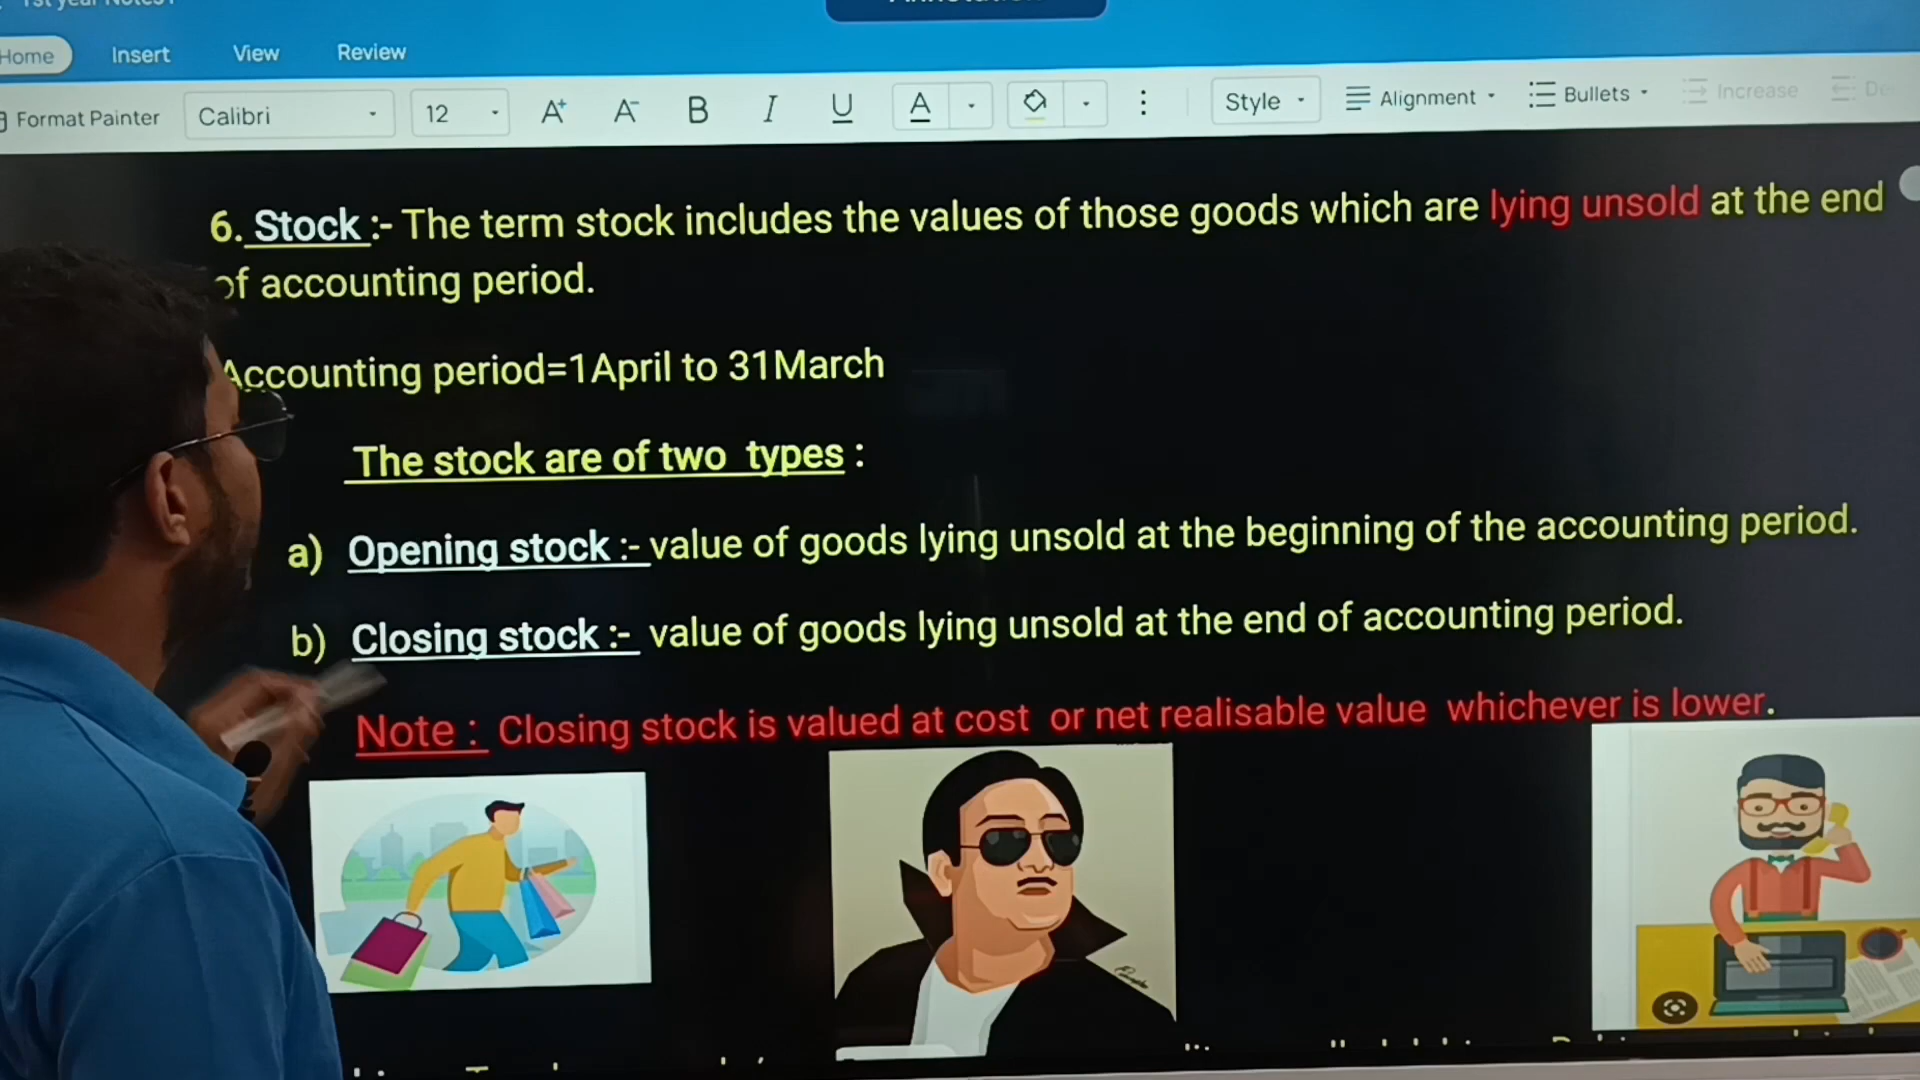 Home Insert View Review
Format Painter Calibri 12 A+ A- B I U A Style Alignment Bullets Increase
6. Stock :- The term stock includes the values of those goods which are lying unsold at the end
of accounting period.
Accounting period=1April to 31March
The stock are of two types :
a) Opening stock :- value of goods lying unsold at the beginning of the accounting period.
b) Closing stock :- value of goods lying unsold at the end of accounting period.
Note : Closing stock is valued at cost or net realisable value whichever is lower.